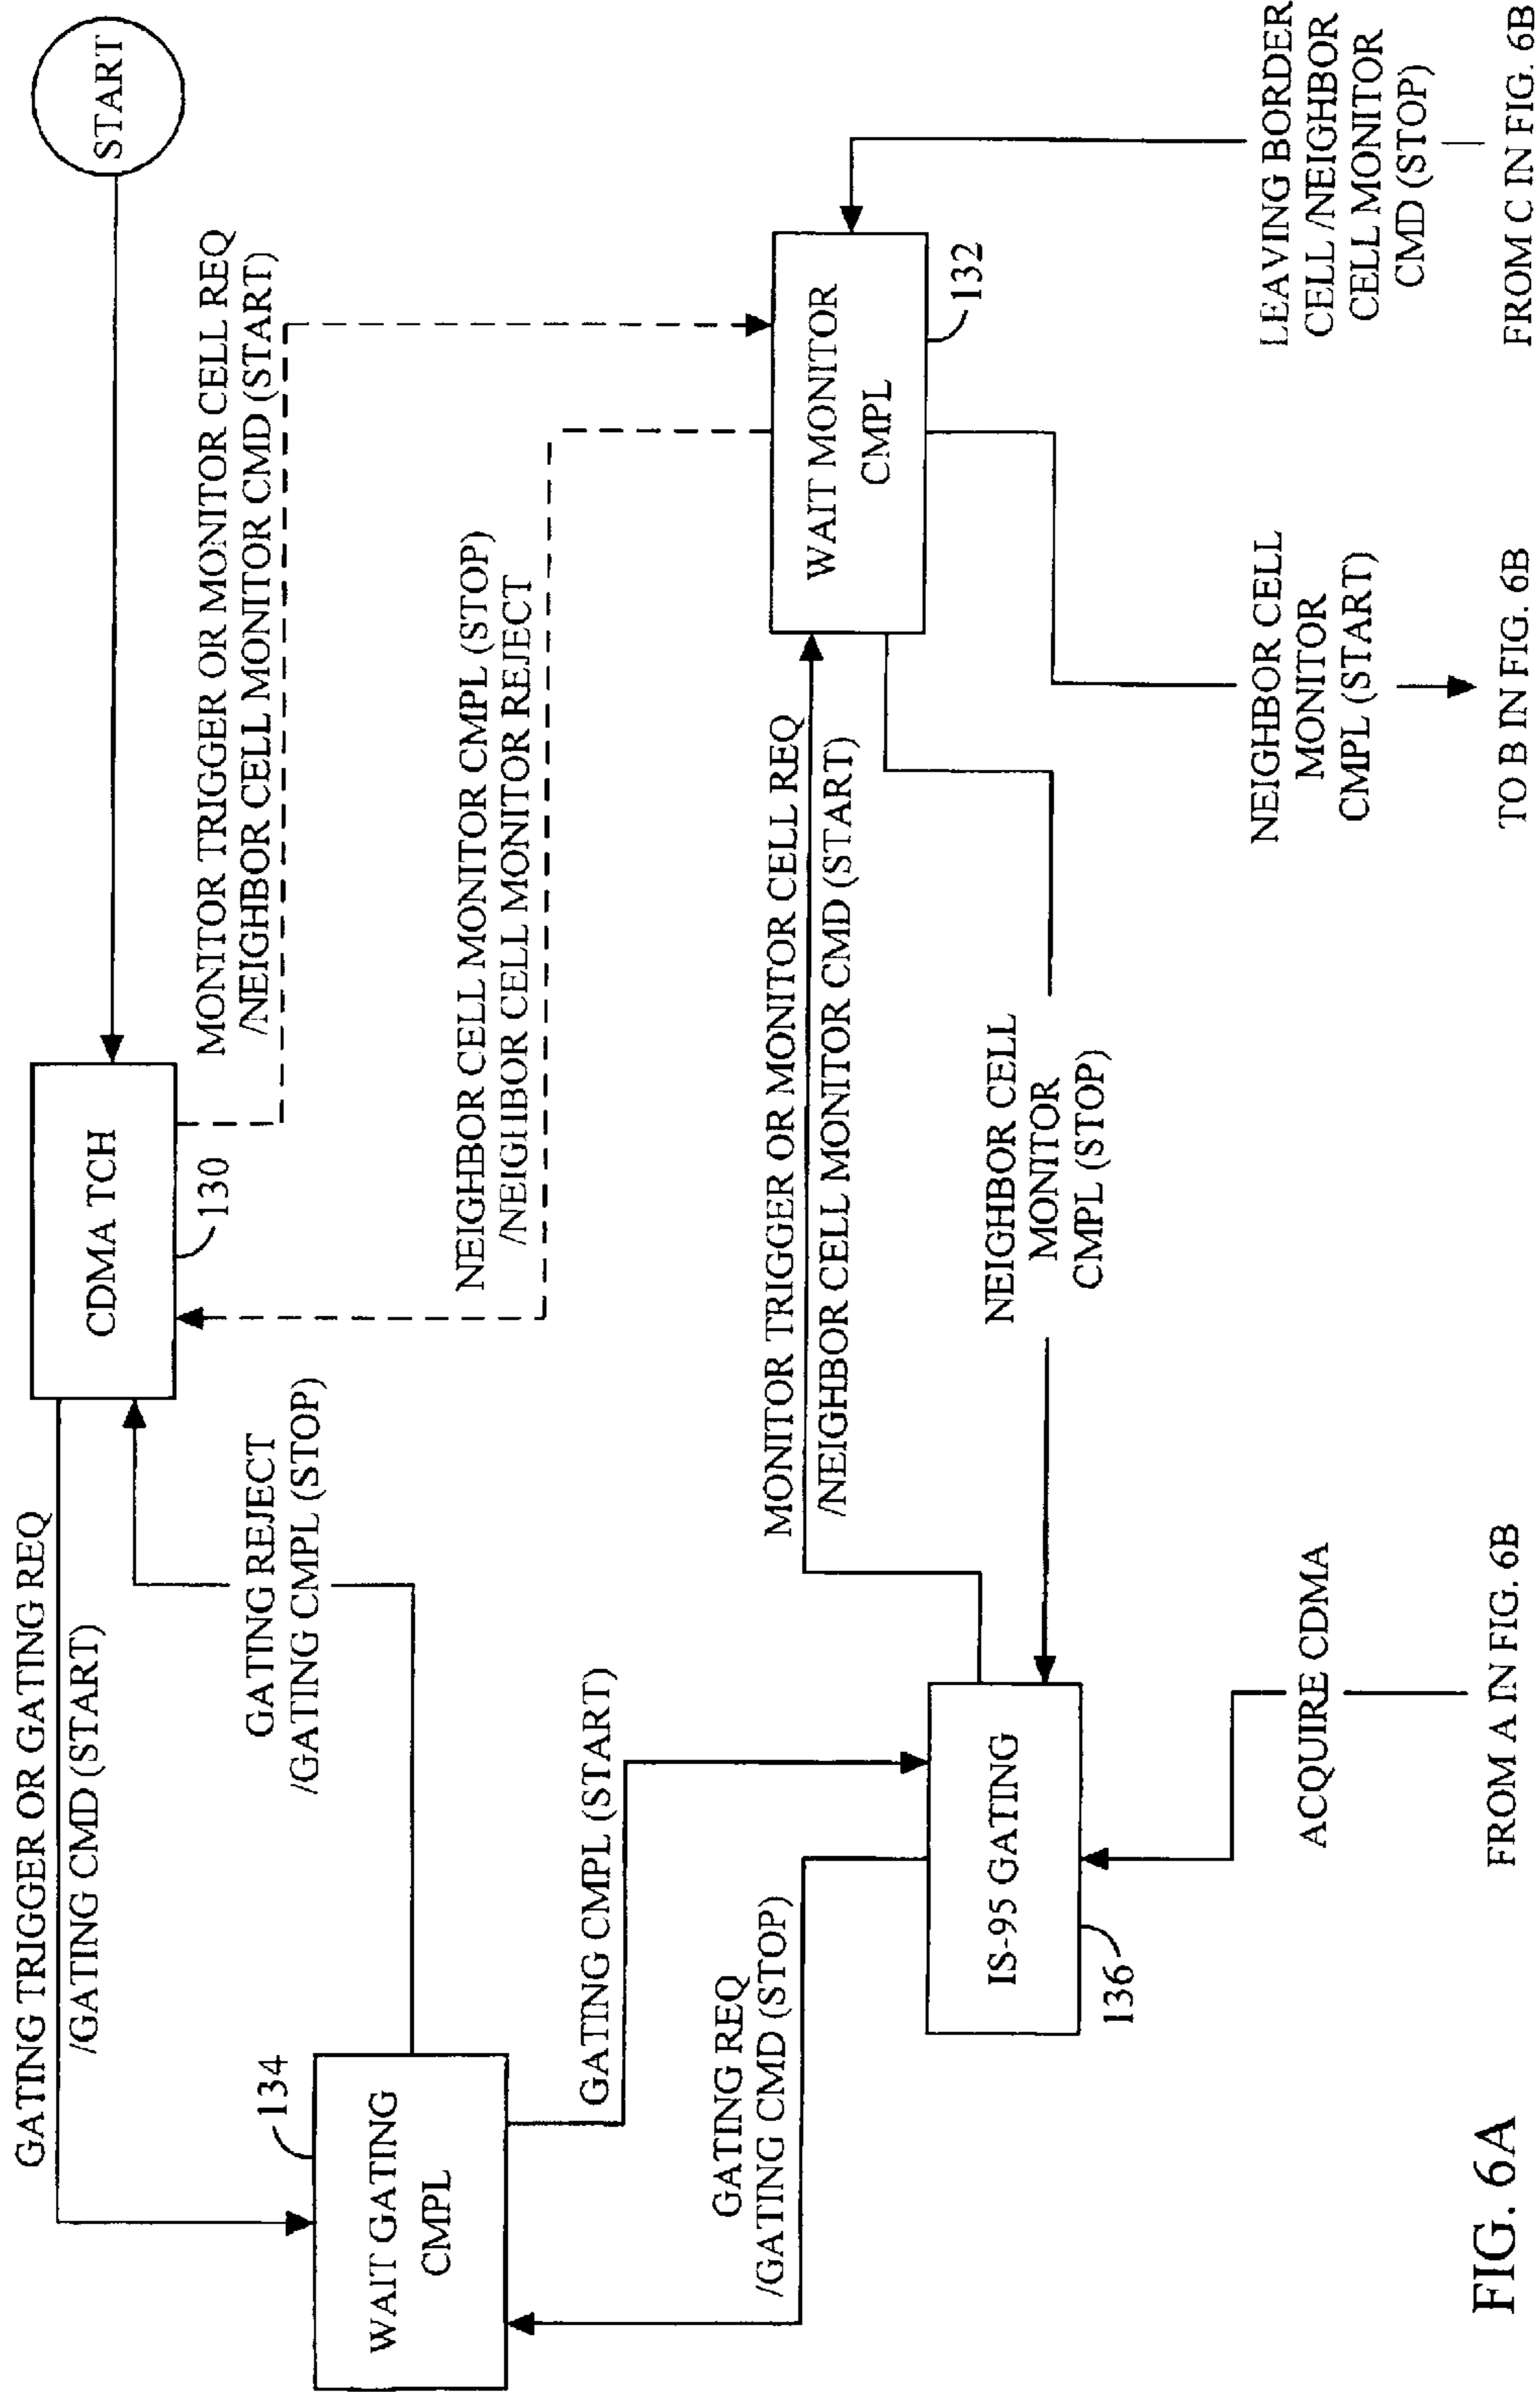 START
CDMA TCH
130
GATING TRIGGER OR GATING REQ
/GATING CMD (START)
MONITOR TRIGGER OR MONITOR CELL REQ
/NEIGHBOR CELL MONITOR CMD (START)
134
WAIT GATING
CMPL
GATING REJECT
/GATING CMPL (STOP)
NEIGHBOR CELL MONITOR CMPL (STOP)
/NEIGHBOR CELL MONITOR REJECT
GATING CMPL (START)
GATING REQ
/GATING CMD (STOP)
MONITOR TRIGGER OR MONITOR CELL REQ
/NEIGHBOR CELL MONITOR CMD (START)
WAIT MONITOR
CMPL
132
IS-95 GATING
136
NEIGHBOR CELL
MONITOR
CMPL (STOP)
ACQUIRE CDMA
FROM A IN FIG. 6B
NEIGHBOR CELL
MONITOR
CMPL (START)
TO B IN FIG. 6B
LEAVING BORDER
CELL /NEIGHBOR
CELL MONITOR
CMD (STOP)
FROM C IN FIG. 6B
FIG. 6A